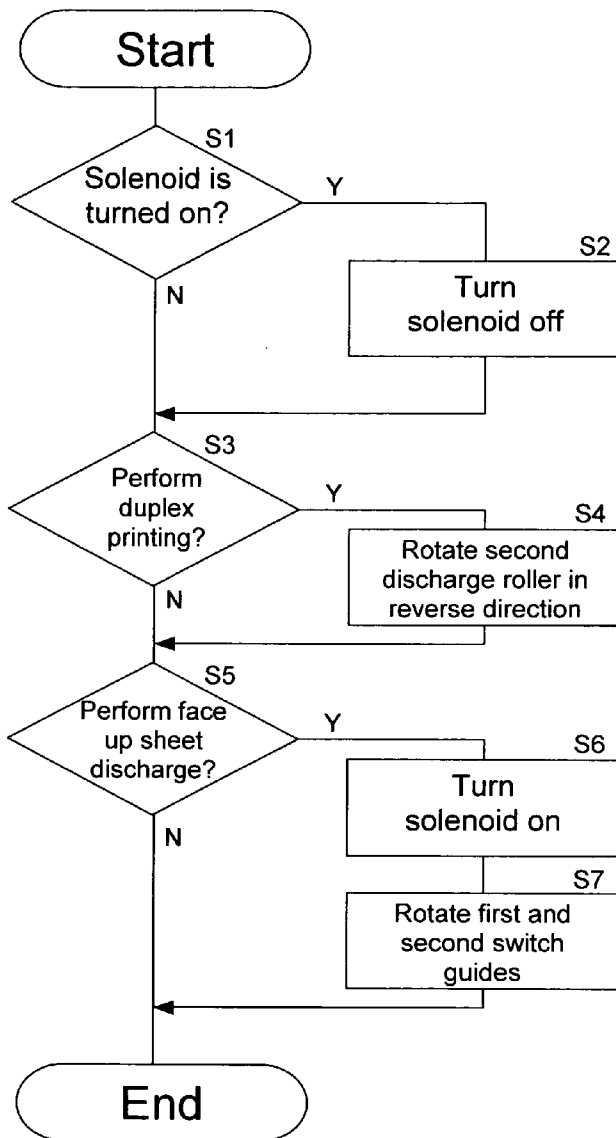 Start
S1
Solenoid is
turned on?
Y
N
S2
Turn
solenoid off
S3
Perform
duplex
printing?
Y
N
S4
Rotate second
discharge roller in
reverse direction
S5
Perform face
up sheet
discharge?
Y
N
S6
Turn
solenoid on
S7
Rotate first and
second switch
guides
End